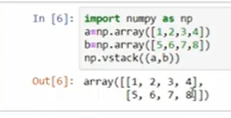 In [6]: import numpy as np
a=np.array([1,2,3,4])
b=np.array([5,6,7,8])
np.vstack((a,b))
Out[6]: array([[1, 2, 3, 4],
[5, 6, 7, 8]])